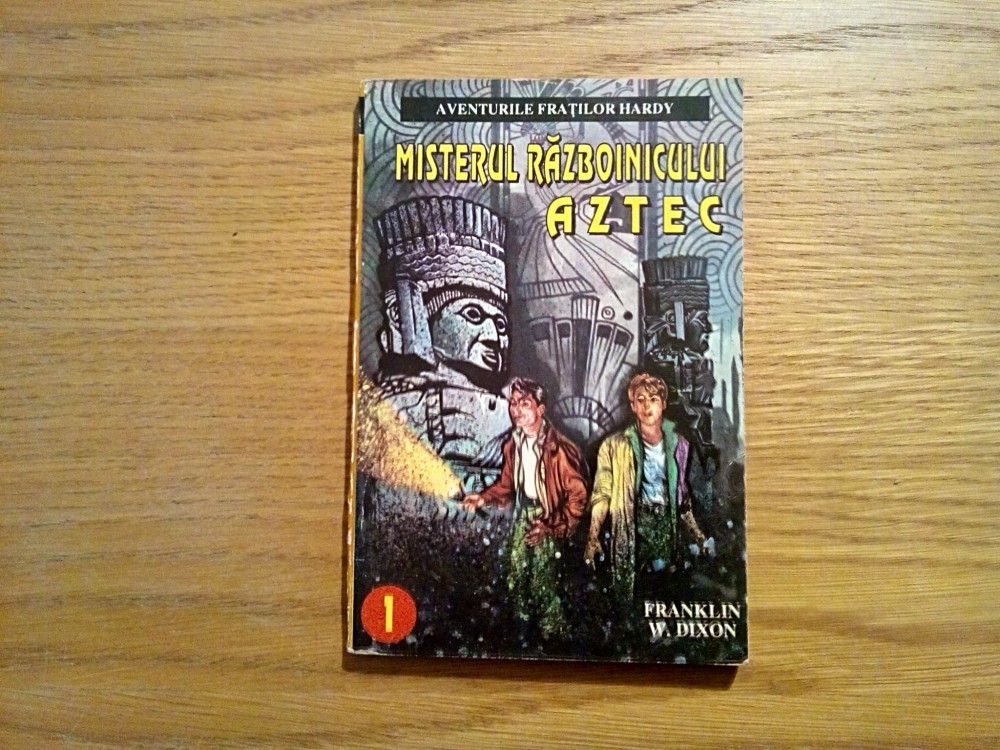 AVENTURILE FRAȚILOR HARDY
MISTERUL RĂZBOINICULUI
AZTEC
1
FRANKLIN
W. DIXON